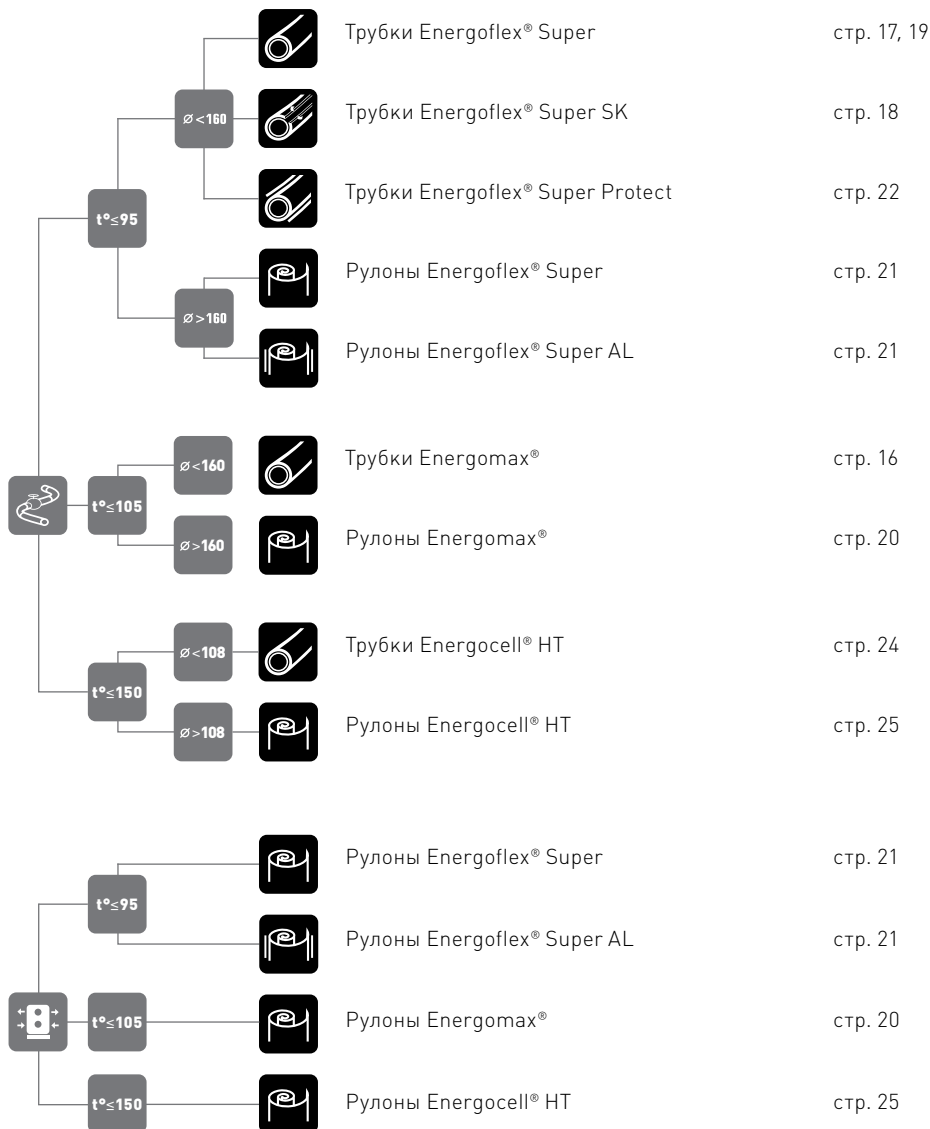 Трубки Energoflex® Super стр. 17, 19
ø<160 Трубки Energoflex® Super SK стр. 18
Трубки Energoflex® Super Protect стр. 22
t°≤95
Рулоны Energoflex® Super стр. 21
ø>160
Рулоны Energoflex® Super AL стр. 21
ø<160 Трубки Energomax® стр. 16
t°≤105
ø>160 Рулоны Energomax® стр. 20
ø<108 Трубки Energocell® HT стр. 24
t°≤150
ø>108 Рулоны Energocell® HT стр. 25
Рулоны Energoflex® Super стр. 21
t°≤95
Рулоны Energoflex® Super AL стр. 21
t°≤105 Рулоны Energomax® стр. 20
t°≤150 Рулоны Energocell® HT стр. 25